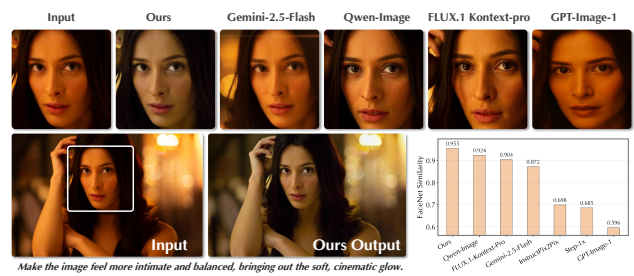 Input
Ours
Gemini-2.5-Flash
Qwen-Image
FLUX.1 Kontext-pro
GPT-Image-1
Input
Ours Output
Make the image feel more intimate and balanced, bringing out the soft, cinematic glow.
FaceNet Similarity
0.9
0.8
0.7
0.6
0.955
0.924
0.904
0.872
0.698
0.685
0.596
Ours
Qwen-Image
FLUX.1-Kontext-Pro
Gemini-2.5-Flash
InstructPix2Pix
Step-1x
GPT-Image-1